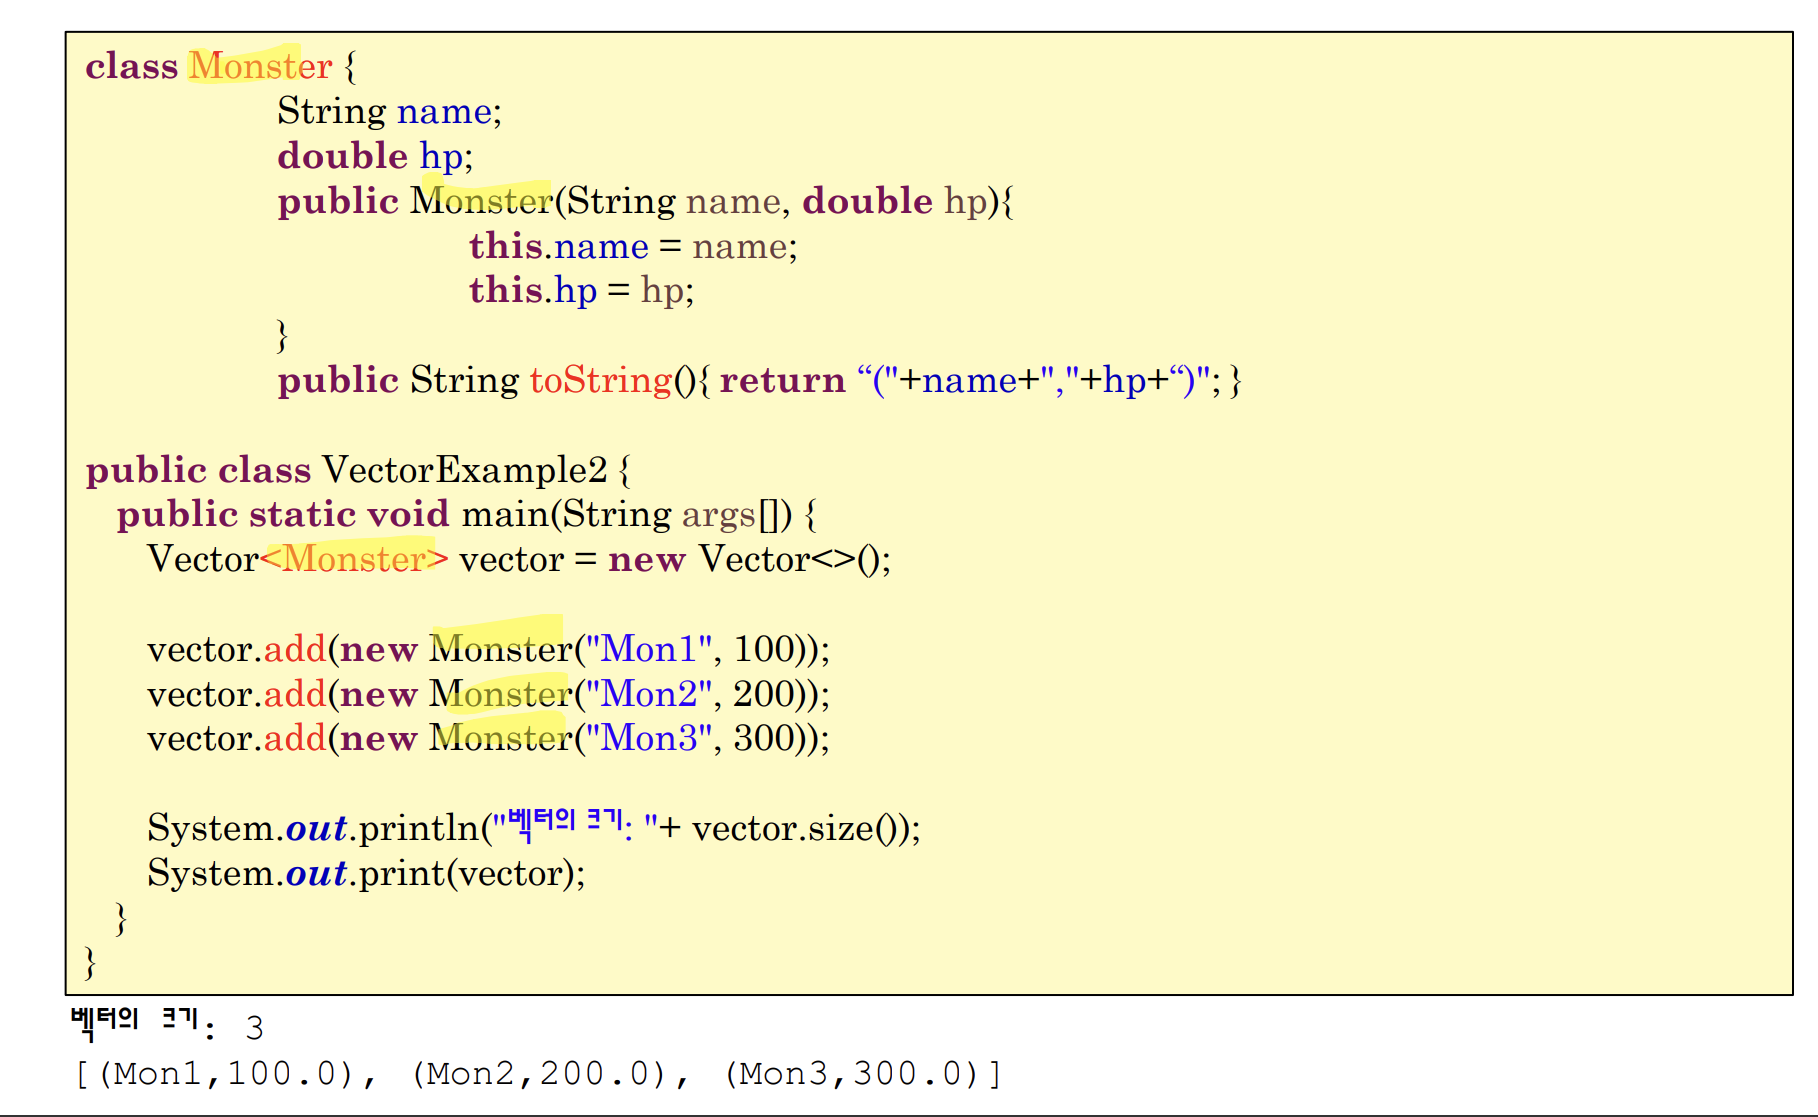 class Monster {
String name;
double hp;
public Monster(String name, double hp){
this.name = name;
this.hp = hp;
}
public String toString(){ return “("+name+","+hp+“)"; }
public class VectorExample2 {
public static void main(String args[]) {
Vector<Monster> vector = new Vector<>();
vector.add(new Monster("Mon1", 100));
vector.add(new Monster("Mon2", 200));
vector.add(new Monster("Mon3", 300));
System.out.println("벡터의 크기: "+ vector.size());
System.out.print(vector);
}
}
벡터의 크기: 3
[(Mon1,100.0), (Mon2,200.0), (Mon3,300.0)]